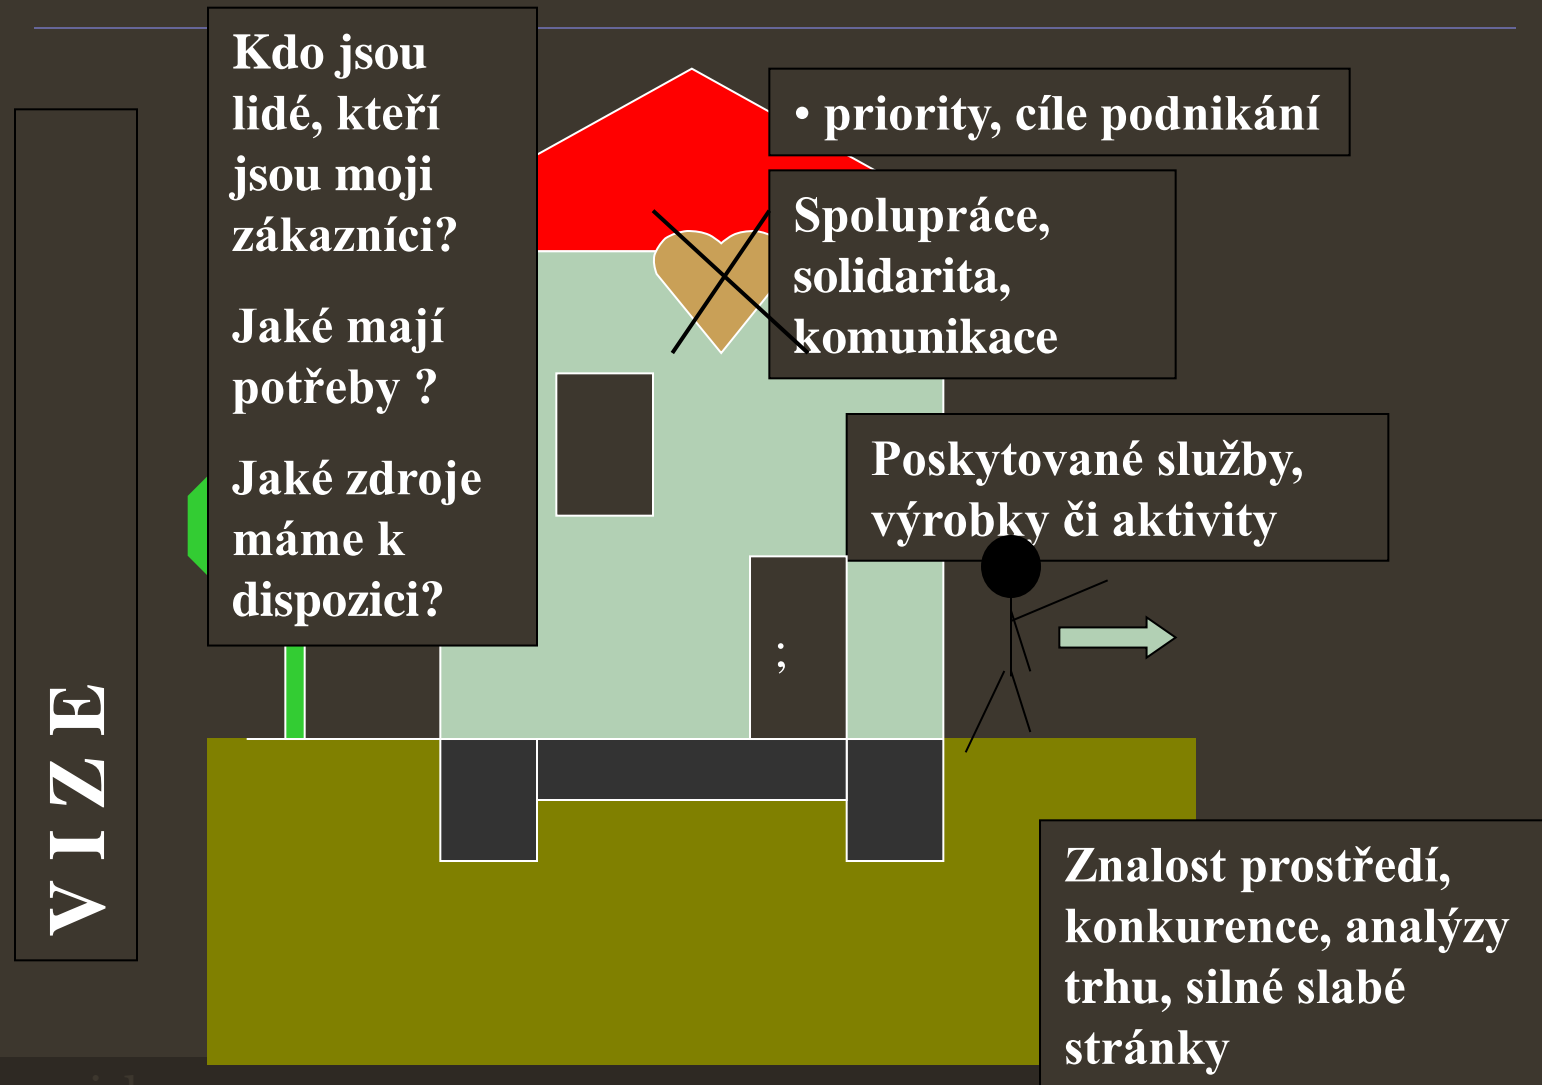 Kdo jsou
lidé, kteří
jsou moji
zákazníci?
Jaké mají
potřeby ?
Jaké zdroje
máme k
dispozici?
• priority, cíle podnikání
Spolupráce,
solidarita,
komunikace
Poskytované služby,
výrobky či aktivity
;
V I Z E
Znalost prostředí,
konkurence, analýzy
trhu, silné slabé
stránky